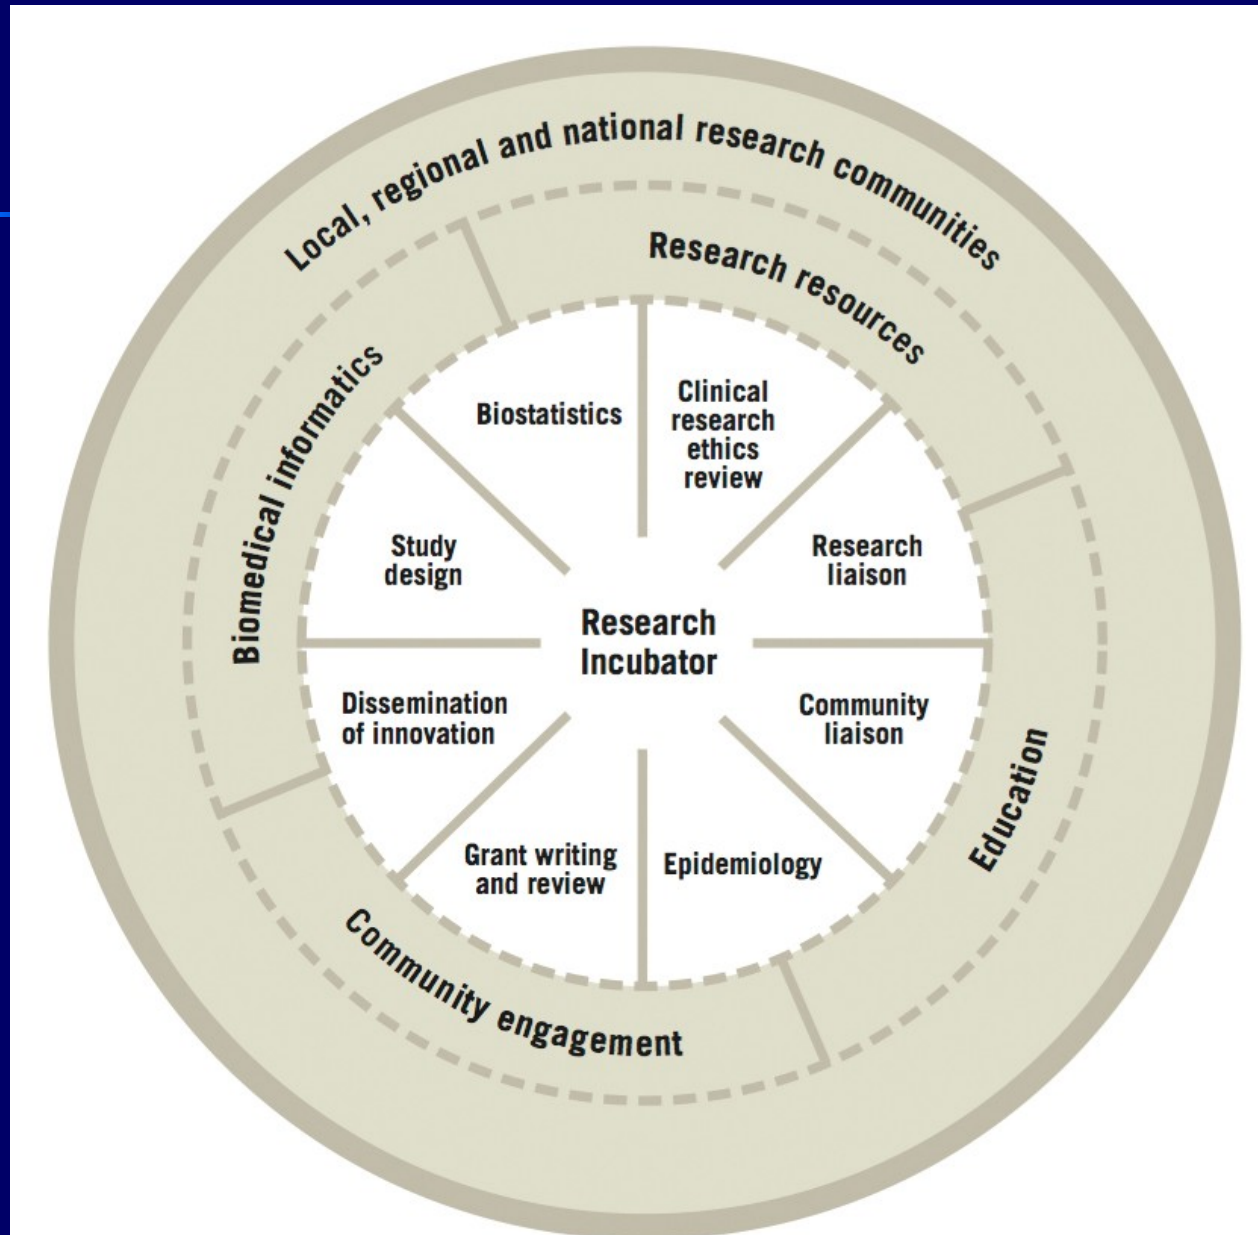 Local, regional and national research communities
Research resources
Biomedical informatics
Education
Community engagement
Biostatistics
Clinical
research
ethics
review
Study
design
Research
liaison
Research
Incubator
Dissemination
of innovation
Community
liaison
Grant writing
and review
Epidemiology